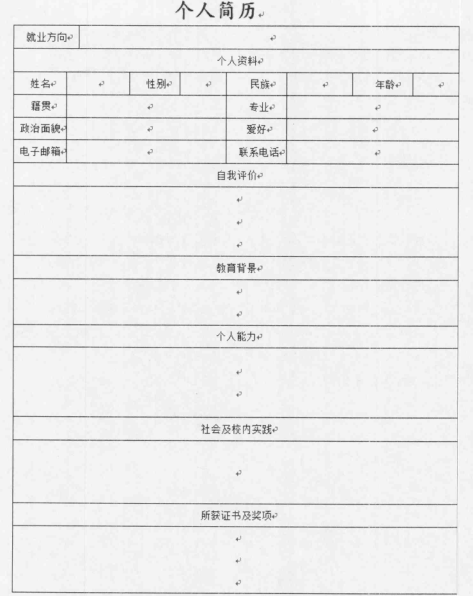 个人简历
就业方向
个人资料
姓名 性别 民族 年龄
籍贯 专业
政治面貌 爱好
电子邮箱 联系电话
自我评价
教育背景
个人能力
社会及校内实践
所获证书及奖项